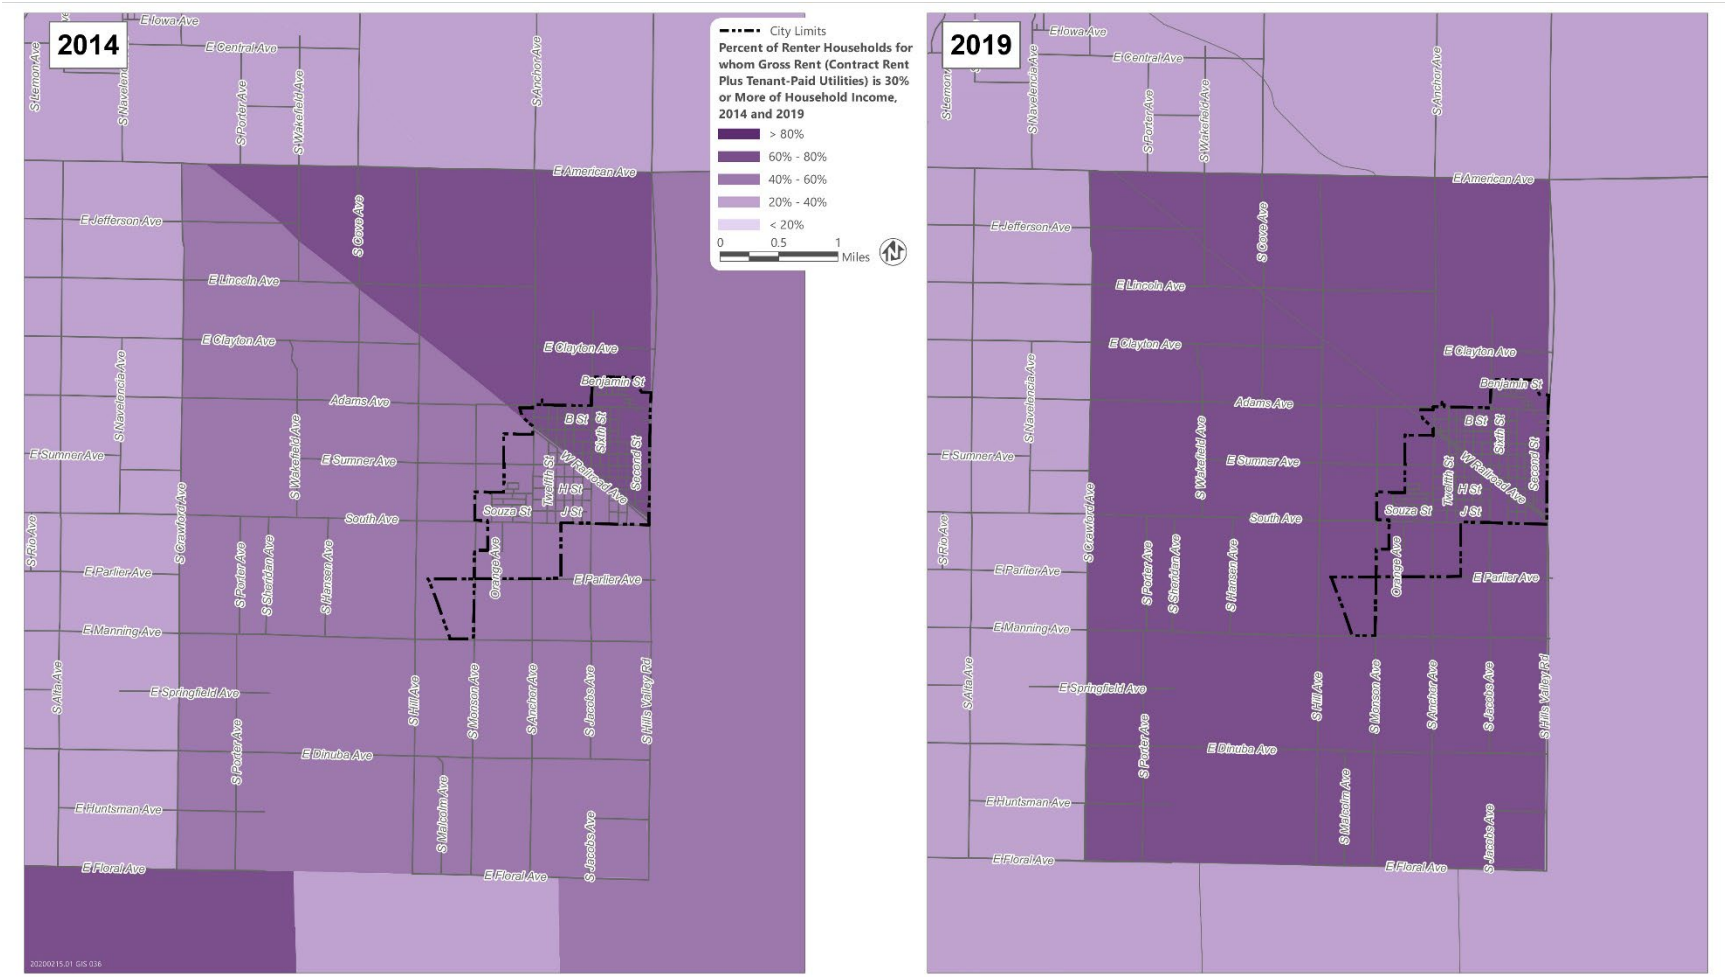 2014
E Iowa Ave
E Central Ave
S Lemon Ave
S Navelencia Ave
S Porter Ave
S Wakefield Ave
S Anchor Ave
E American Ave
E Jefferson Ave
S Cove Ave
E Lincoln Ave
E Clayton Ave
E Clayton Ave
S Navelencia Ave
Benjamin St
Adams Ave
B St
Sixth St
S Wakefield Ave
E Sumner Ave
E Sumner Ave
Second St
W Railroad Ave
Twelfth St
H St
S Crawford Ave
Souza St
J St
South Ave
S Rio Ave
S Porter Ave
S Sheridan Ave
S Hansen Ave
Orange Ave
E Parlier Ave
E Parlier Ave
E Manning Ave
S Alta Ave
E Springfield Ave
S Hill Ave
S Monson Ave
S Anchor Ave
S Jacobs Ave
S Hills Valley Rd
S Porter Ave
E Dinuba Ave
E Huntsman Ave
S Malcolm Ave
S Jacobs Ave
E Floral Ave
E Floral Ave
20200215.01 GIS 036
City Limits
Percent of Renter Households for
whom Gross Rent (Contract Rent
Plus Tenant-Paid Utilities) is 30%
or More of Household Income,
2014 and 2019
> 80%
60% - 80%
40% - 60%
20% - 40%
< 20%
0 0.5 1
Miles
N
2019
E Iowa Ave
E Central Ave
S Lemon Ave
S Navelencia Ave
S Porter Ave
S Wakefield Ave
S Anchor Ave
E American Ave
E Jefferson Ave
S Cove Ave
E Lincoln Ave
E Clayton Ave
E Clayton Ave
S Navelencia Ave
Benjamin St
Adams Ave
B St
Sixth St
S Wakefield Ave
E Sumner Ave
E Sumner Ave
Second St
W Railroad Ave
Twelfth St
H St
S Crawford Ave
Souza St
J St
South Ave
S Rio Ave
S Porter Ave
S Sheridan Ave
S Hansen Ave
Orange Ave
E Parlier Ave
E Parlier Ave
E Manning Ave
S Alta Ave
E Springfield Ave
S Hill Ave
S Monson Ave
S Anchor Ave
S Jacobs Ave
S Hills Valley Rd
S Porter Ave
E Dinuba Ave
E Huntsman Ave
S Malcolm Ave
S Jacobs Ave
E Floral Ave
E Floral Ave